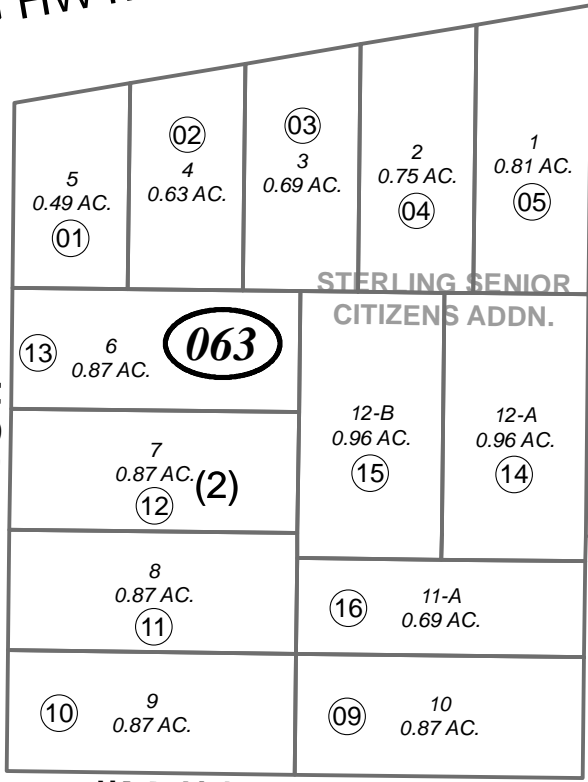 5
0.49 AC.
01
02
4
0.63 AC.
03
3
0.69 AC.
2
0.75 AC.
04
1
0.81 AC.
05
STERLING SENIOR
CITIZENS ADDN.
13
6
0.87 AC.
063
7
0.87 AC.
(2)
12
8
0.87 AC.
11
12-B
0.96 AC.
15
12-A
0.96 AC.
14
16
11-A
0.69 AC.
10
9
0.87 AC.
09
10
0.87 AC.